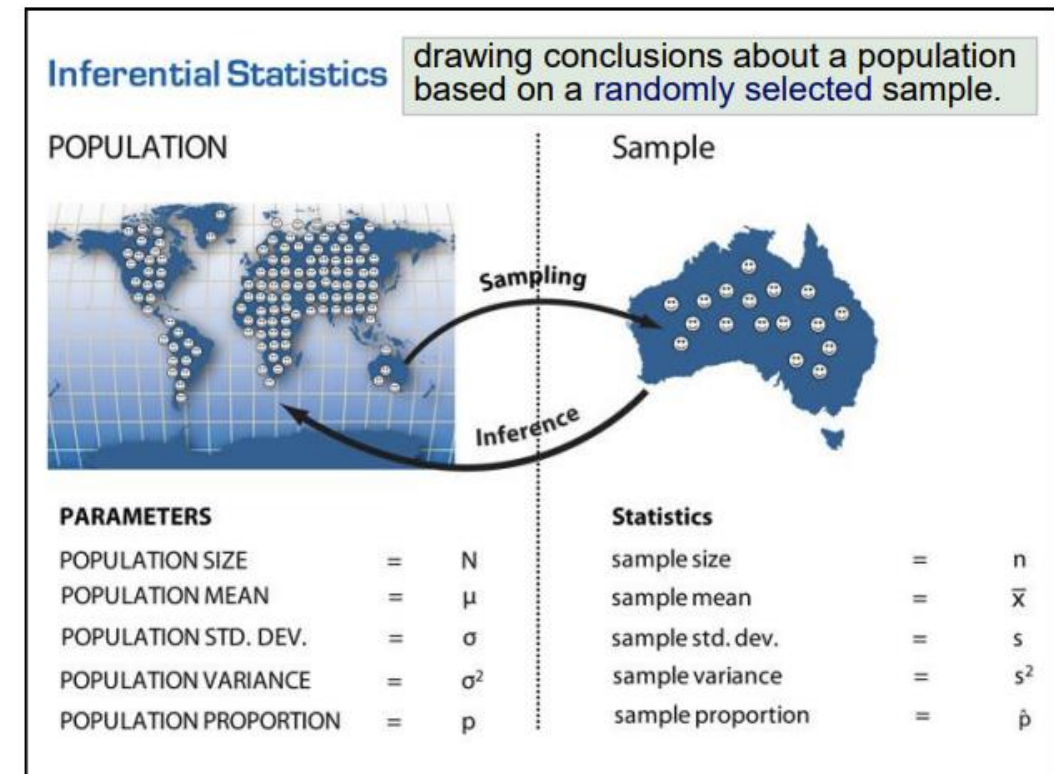 Inferential Statistics
drawing conclusions about a population
based on a randomly selected sample.
POPULATION
Sample
Sampling
Inference
PARAMETERS
POPULATION SIZE = N
POPULATION MEAN = μ
POPULATION STD. DEV. = σ
POPULATION VARIANCE = σ²
POPULATION PROPORTION = p
Statistics
sample size = n
sample mean = x̄
sample std. dev. = s
sample variance = s²
sample proportion = p̂